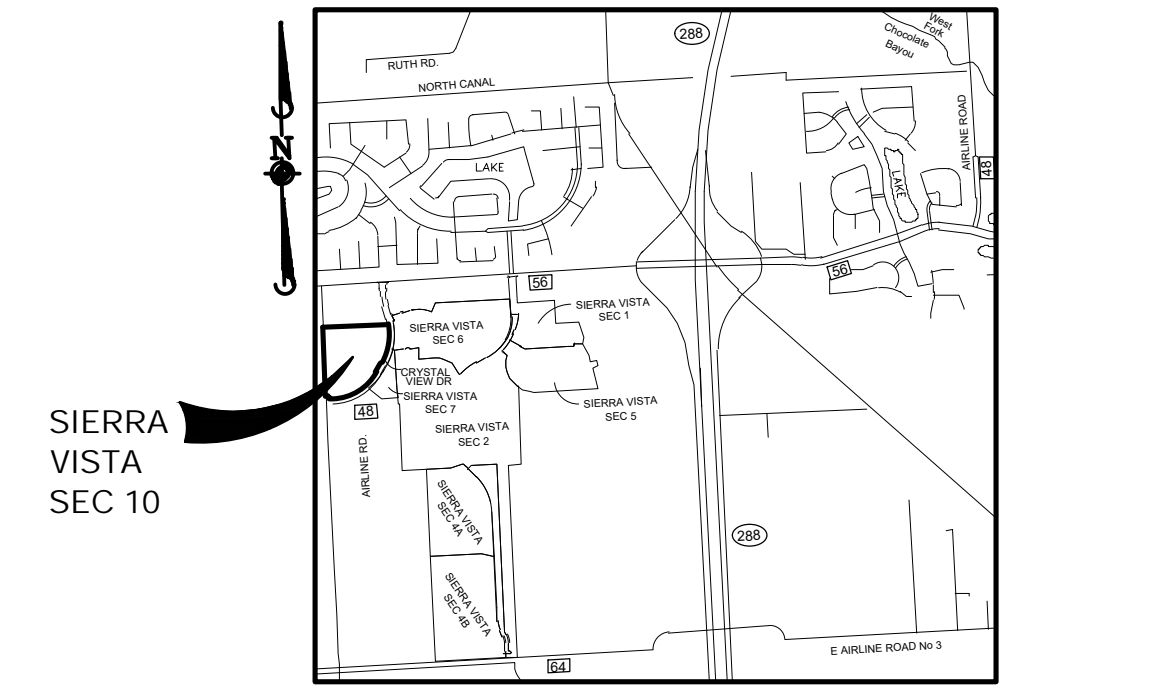 West
Fork
Chocolate
Bayou
288
RUTH RD.
NORTH CANAL
AIRLINE ROAD
48
N
LAKE
LAKE
56
56
SIERRA VISTA
SEC 1
SIERRA VISTA
SEC 6
CRYSTAL
VIEW DR
SIERRA VISTA
SEC 7
SIERRA VISTA
SEC 5
48
SIERRA
VISTA
SEC 10
SIERRA VISTA
SEC 2
AIRLINE RD.
SIERRA VISTA
SEC 4A
288
SIERRA VISTA
SEC 4B
E AIRLINE ROAD No 3
64